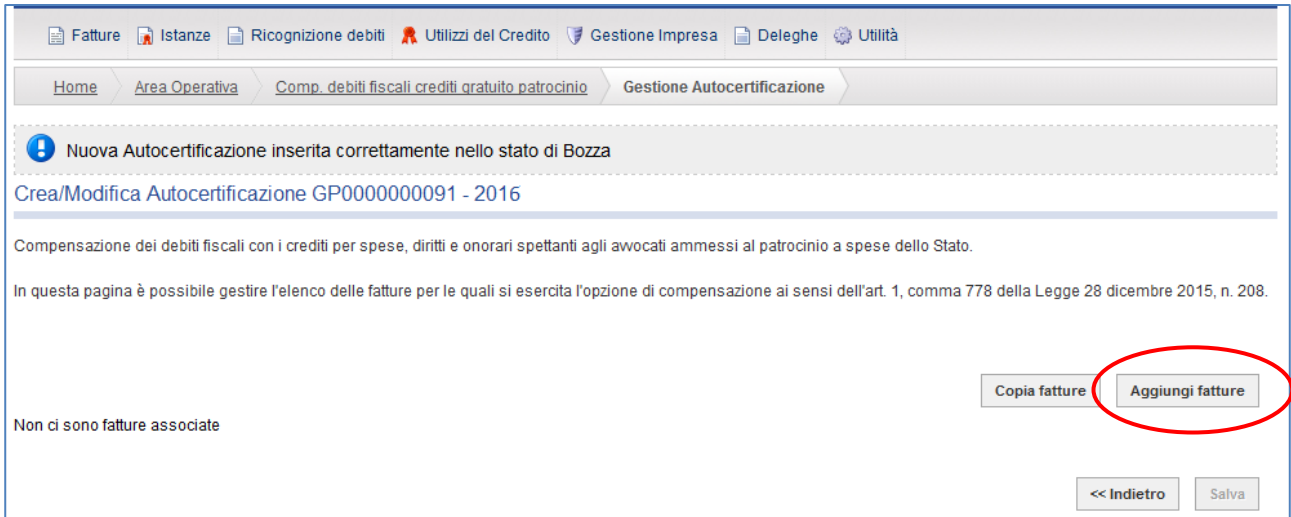 Fatture Istanze Ricognizione debiti Utilizzi del Credito Gestione Impresa Deleghe Utilità
Home Area Operativa Comp. debiti fiscali crediti gratuito patrocinio Gestione Autocertificazione
Nuova Autocertificazione inserita correttamente nello stato di Bozza
Crea/Modifica Autocertificazione GP0000000091 - 2016
Compensazione dei debiti fiscali con i crediti per spese, diritti e onorari spettanti agli avvocati ammessi al patrocinio a spese dello Stato.
In questa pagina è possibile gestire l'elenco delle fatture per le quali si esercita l'opzione di compensazione ai sensi dell'art. 1, comma 778 della Legge 28 dicembre 2015, n. 208.
Copia fatture Aggiungi fatture
Non ci sono fatture associate
<< Indietro Salva